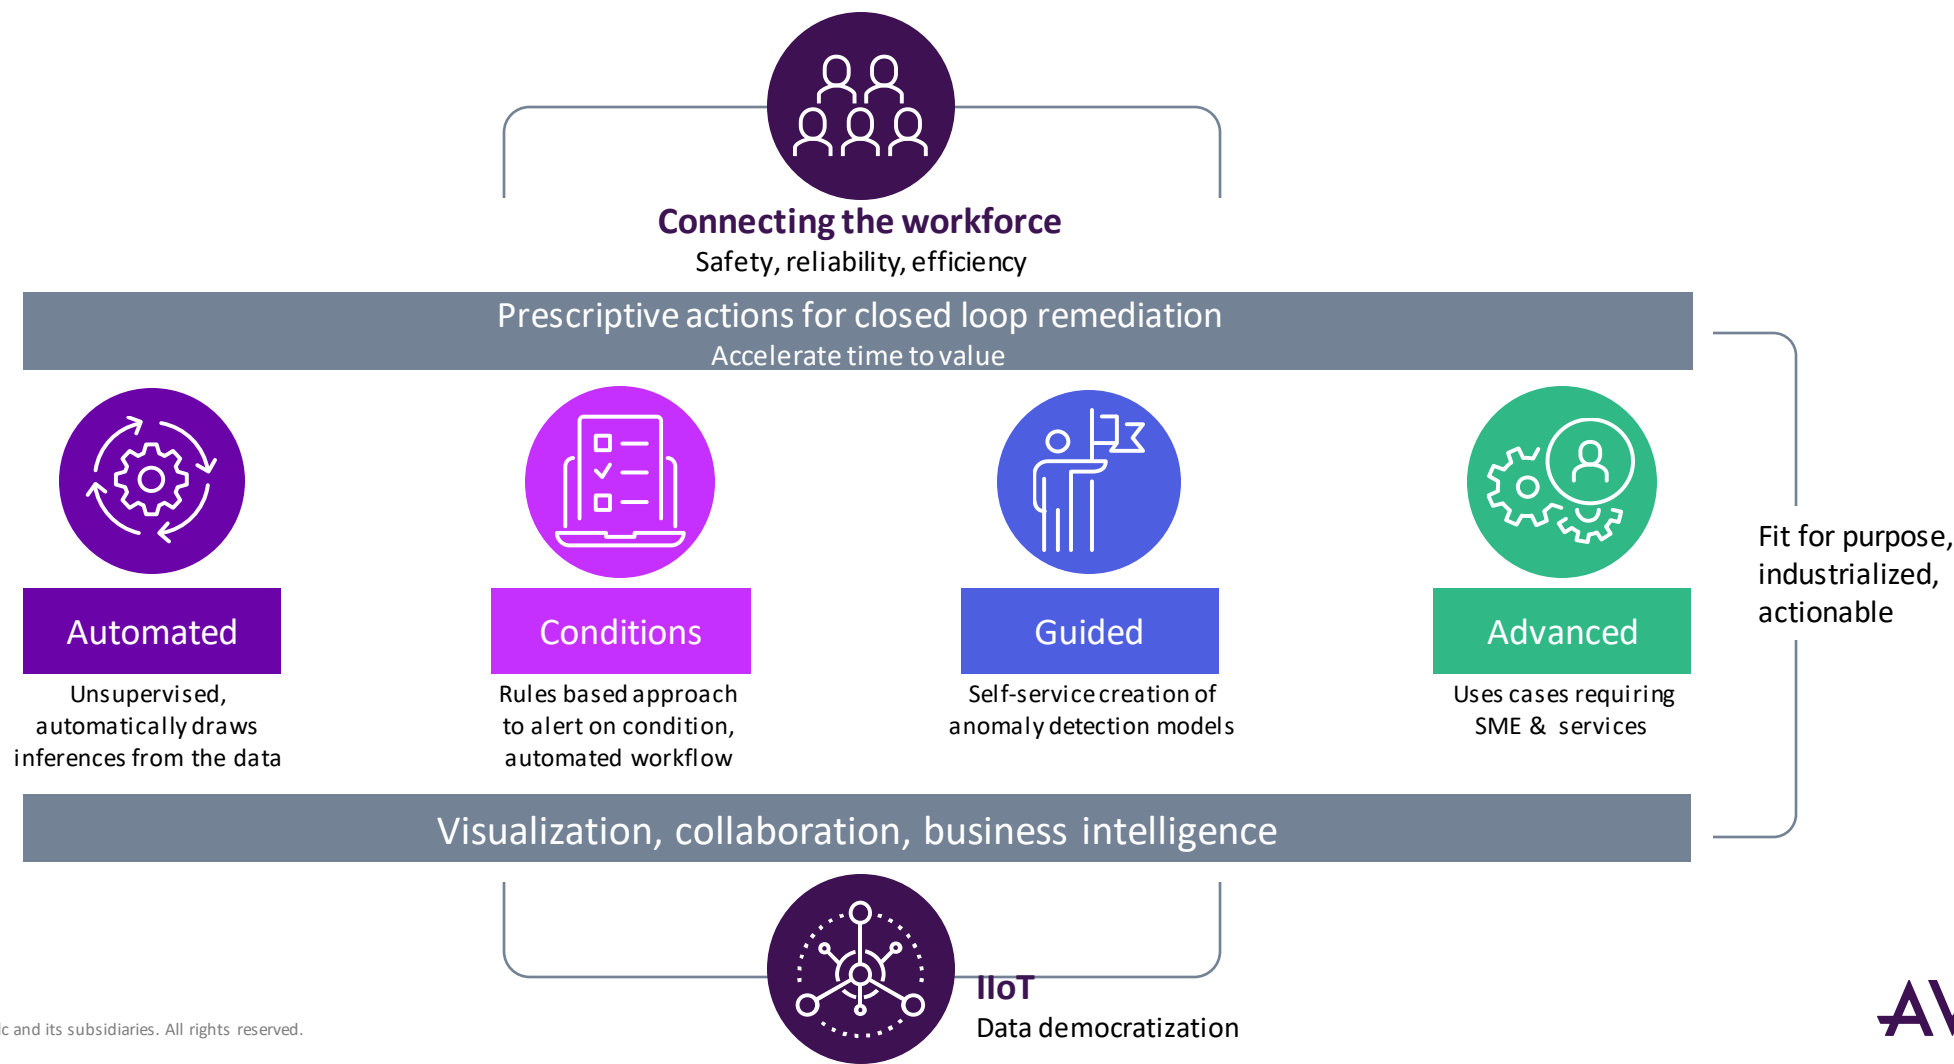 Connecting the workforce
Safety, reliability, efficiency
Prescriptive actions for closed loop remediation
Accelerate time to value
Automated
Unsupervised,
automatically draws
inferences from the data
Conditions
Rules based approach
to alert on condition,
automated workflow
Guided
Self-service creation of
anomaly detection models
Advanced
Uses cases requiring
SME & services
Fit for purpose,
industrialized,
actionable
Visualization, collaboration, business intelligence
IIoT
Data democratization
and its subsidiaries. All rights reserved.